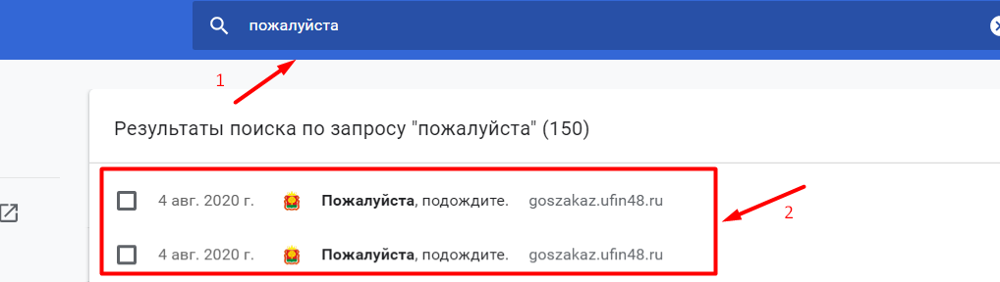 пожалуйста
1
Результаты поиска по запросу "пожалуйста" (150)
4 авг. 2020 г. Пожалуйста, подождите. goszakaz.ufin48.ru
2
4 авг. 2020 г. Пожалуйста, подождите. goszakaz.ufin48.ru